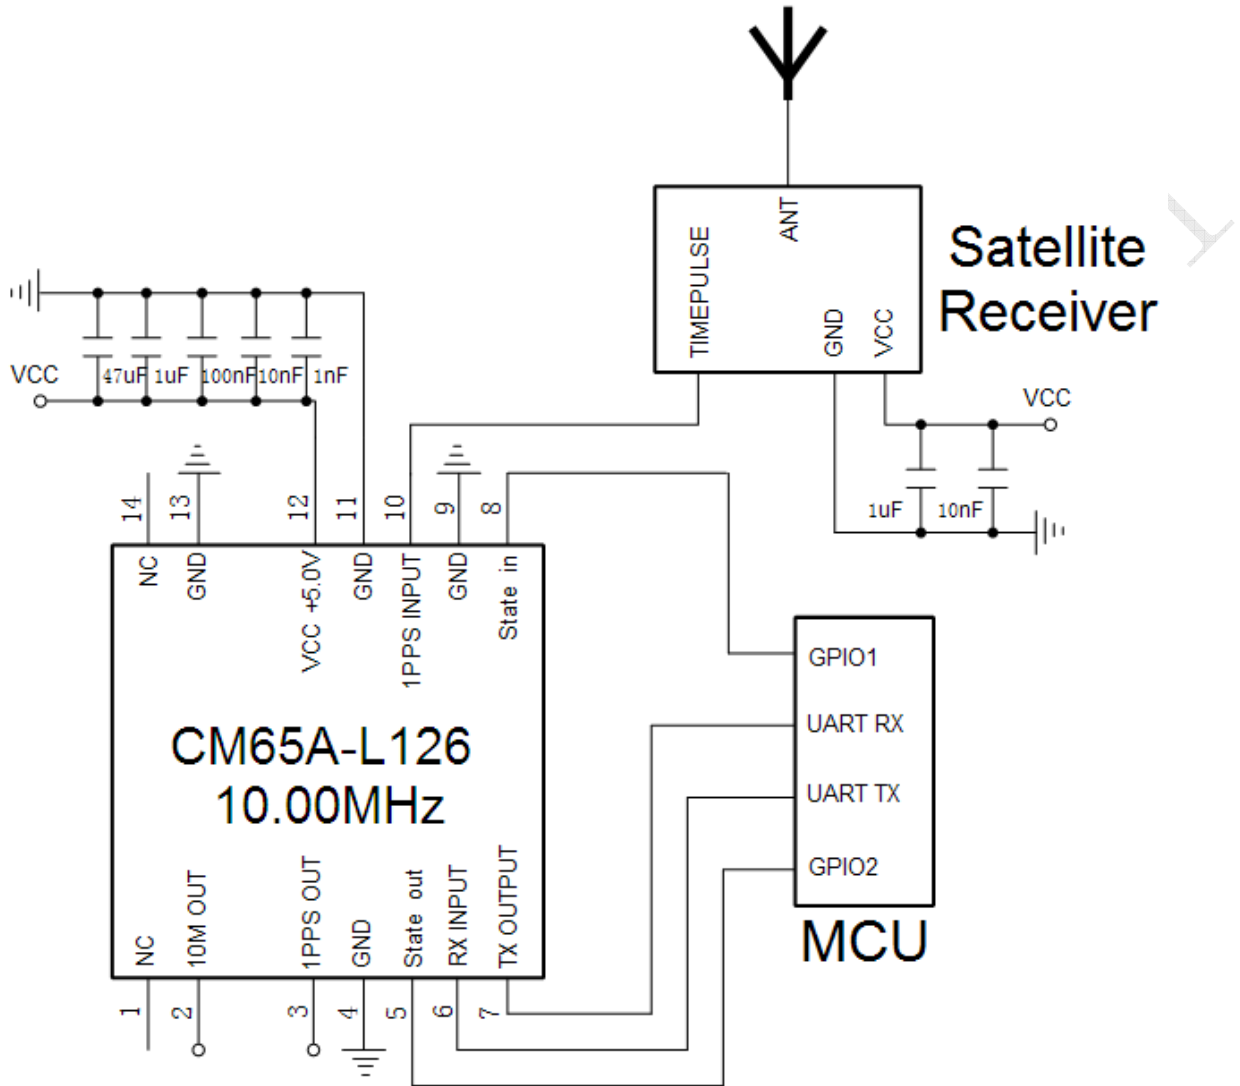 ANT
TIMEPULSE
GND
VCC
Satellite
Receiver
VCC
47uF
1uF
100nF
10nF
1nF
VCC
1uF
10nF
14
13
12
11
10
9
8
NC
GND
VCC +5.0V
GND
1PPS INPUT
GND
State in
CM65A-L126
10.00MHz
GPIO1
UART RX
UART TX
GPIO2
MCU
NC
10M OUT
1PPS OUT
GND
State out
RX INPUT
TX OUTPUT
1
2
3
4
5
6
7